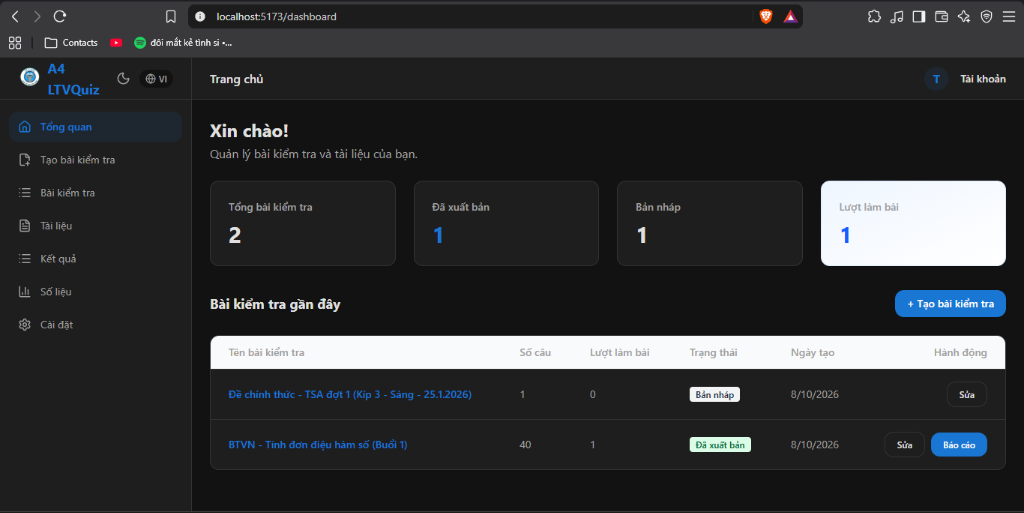 localhost:5173/dashboard
Contacts
đôi mắt kẻ tình si •...
A4
LTVQuiz
VI
Trang chủ
T
Tài khoản
Tổng quan
Tạo bài kiểm tra
Bài kiểm tra
Tài liệu
Kết quả
Số liệu
Cài đặt
Xin chào!
Quản lý bài kiểm tra và tài liệu của bạn.
Tổng bài kiểm tra
2
Đã xuất bản
1
Bản nháp
1
Lượt làm bài
1
Bài kiểm tra gần đây
+ Tạo bài kiểm tra
Tên bài kiểm tra Số câu Lượt làm bài Trạng thái Ngày tạo Hành động
Đề chính thức - TSA đợt 1 (Kíp 3 - Sáng - 25.1.2026) 1 0 Bản nháp 8/10/2026 Sửa
BTVN - Tính đơn điệu hàm số (Buổi 1) 40 1 Đã xuất bản 8/10/2026 Sửa Báo cáo